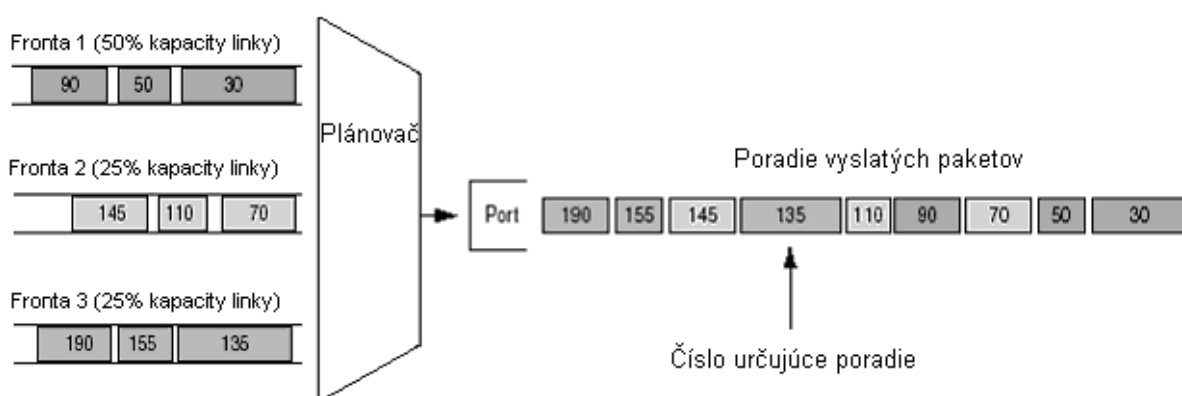 Fronta 1 (50% kapacity linky)
90 50 30
Fronta 2 (25% kapacity linky)
145 110 70
Fronta 3 (25% kapacity linky)
190 155 135
Plánovač
Port
Poradie vyslatých paketov
190 155 145 135 110 90 70 50 30
Číslo určujúce poradie